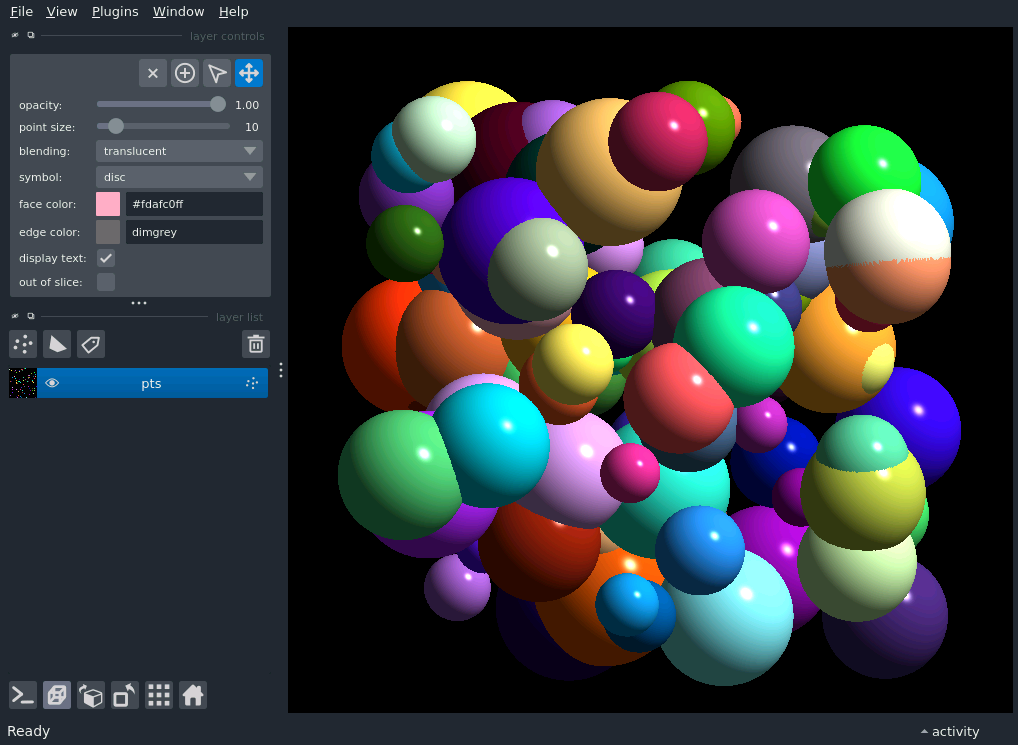 File View Plugins Window Help
layer controls
opacity: 1.00
point size: 10
blending: translucent
symbol: disc
face color: #fdafc0ff
edge color: dimgrey
display text:
out of slice:
layer list
pts
Ready activity